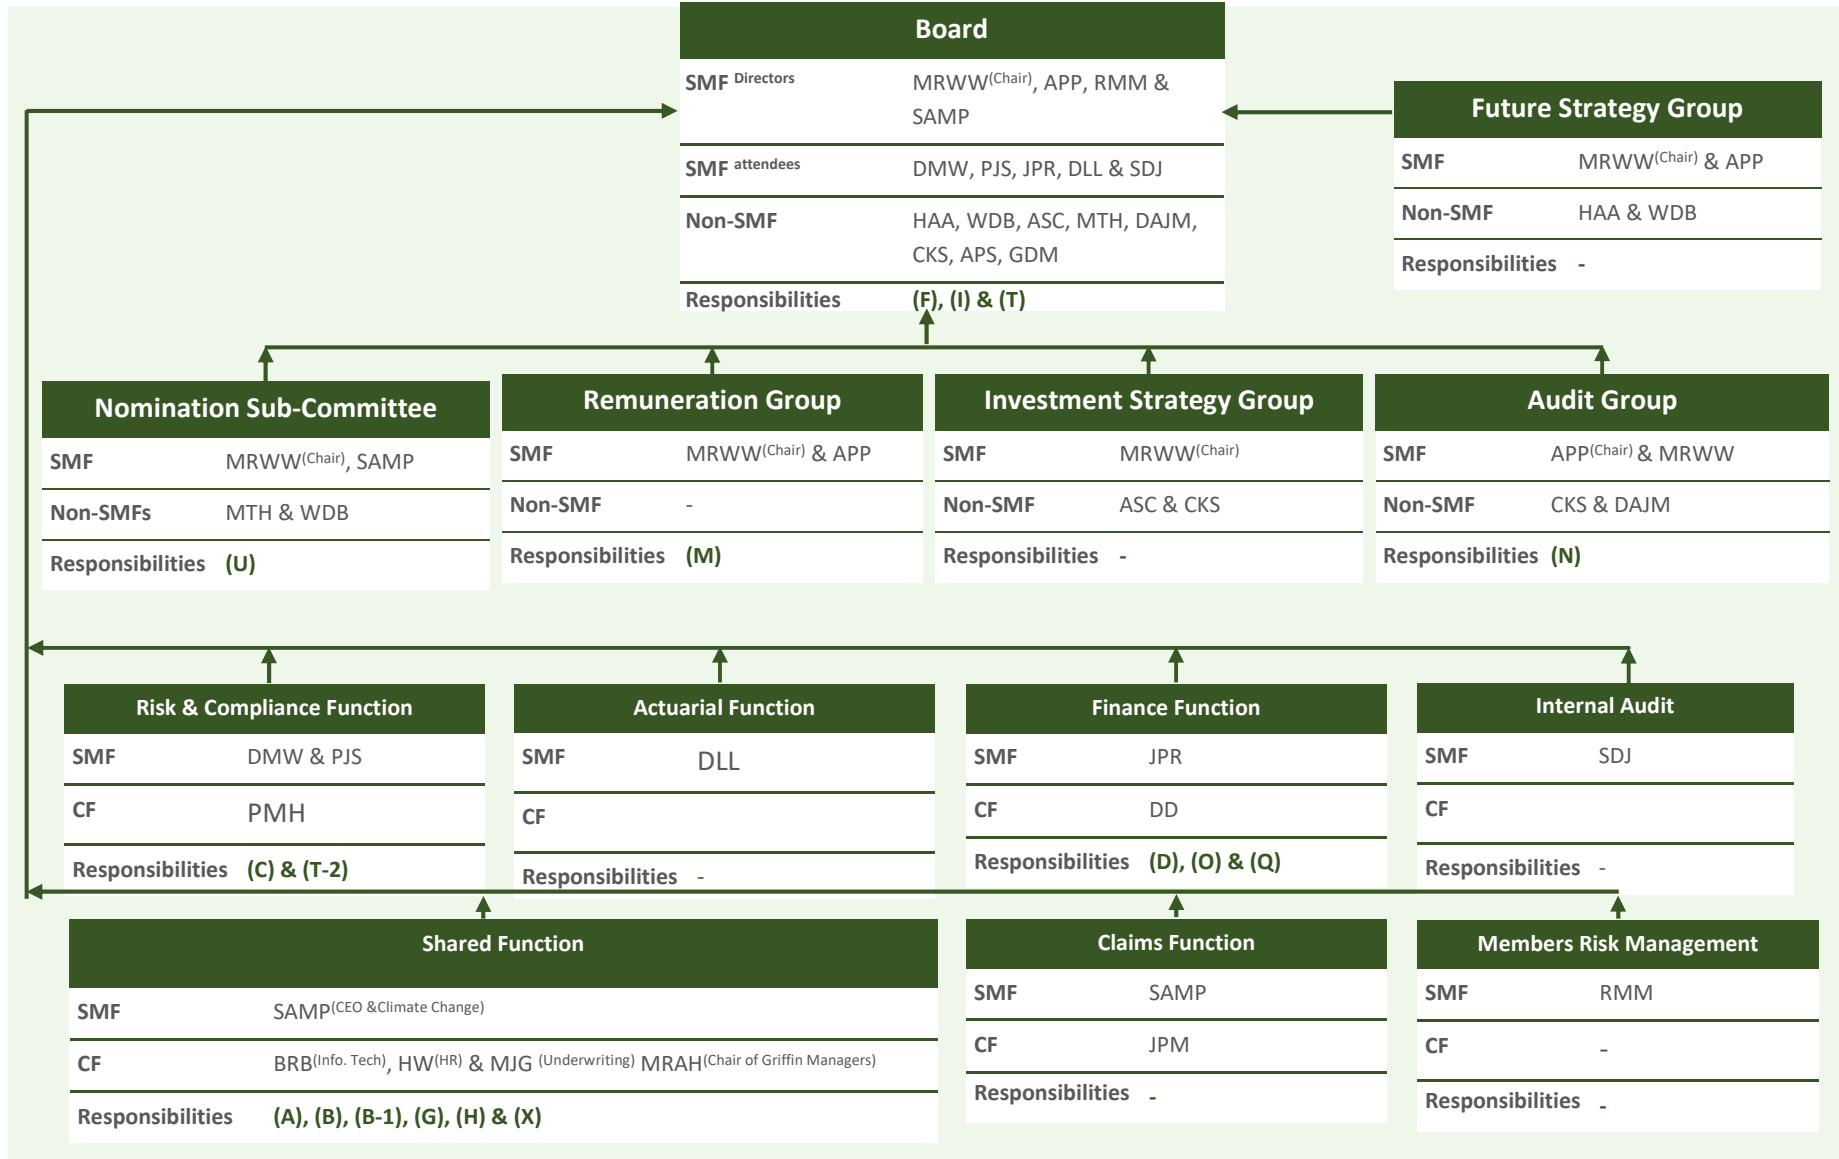 Board
SMF Directors MRWW(Chair), APP, RMM &
SAMP
SMF attendees DMW, PJS, JPR, DLL & SDJ
Non-SMF HAA, WDB, ASC, MTH, DAJM,
CKS, APS, GDM
Responsibilities (F), (I) & (T)
Future Strategy Group
SMF MRWW(Chair) & APP
Non-SMF HAA & WDB
Responsibilities -
Nomination Sub-Committee
SMF MRWW(Chair), SAMP
Non-SMFs MTH & WDB
Responsibilities (U)
Remuneration Group
SMF MRWW(Chair) & APP
Non-SMF -
Responsibilities (M)
Investment Strategy Group
SMF MRWW(Chair)
Non-SMF ASC & CKS
Responsibilities -
Audit Group
SMF APP(Chair) & MRWW
Non-SMF CKS & DAJM
Responsibilities (N)
Risk & Compliance Function
SMF DMW & PJS
CF PMH
Responsibilities (C) & (T-2)
Actuarial Function
SMF DLL
CF
Responsibilities -
Finance Function
SMF JPR
CF DD
Responsibilities (D), (O) & (Q)
Internal Audit
SMF SDJ
CF
Responsibilities -
Shared Function
SMF SAMP(CEO &Climate Change)
CF BRB(Info. Tech), HW(HR) & MJG (Underwriting) MRAH(Chair of Griffin Managers)
Responsibilities (A), (B), (B-1), (G), (H) & (X)
Claims Function
SMF SAMP
CF JPM
Responsibilities -
Members Risk Management
SMF RMM
CF -
Responsibilities -